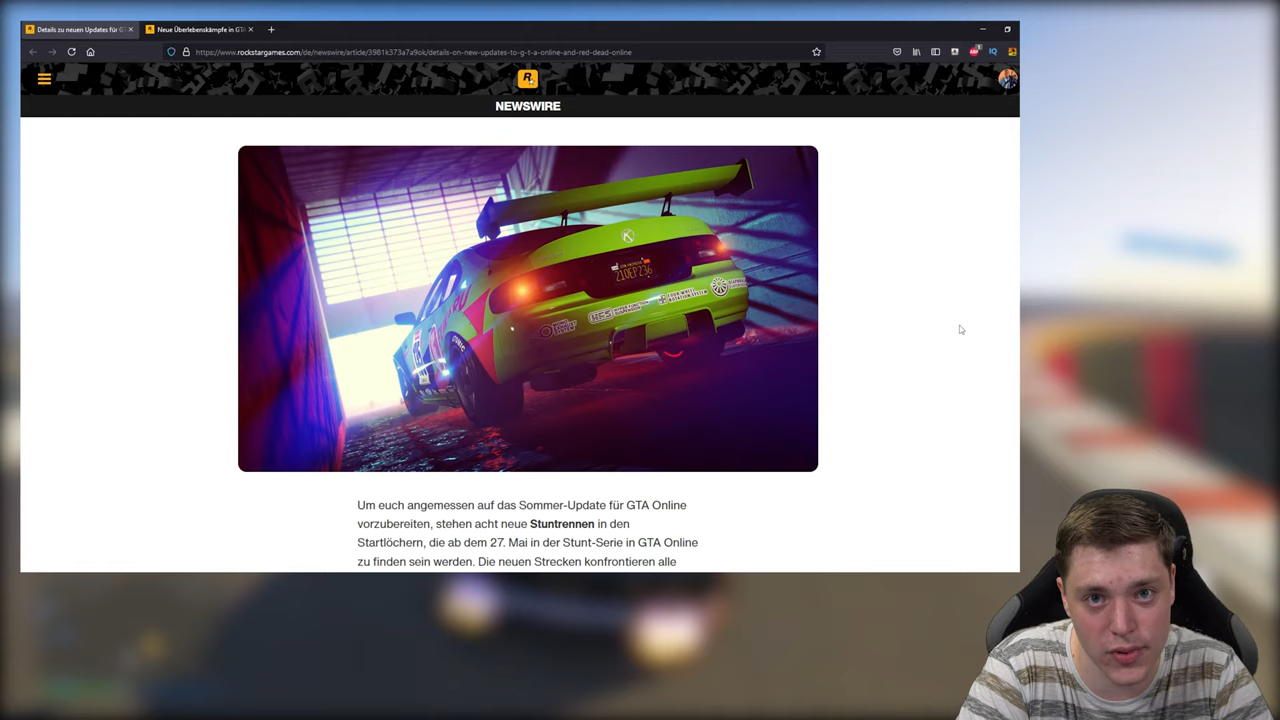 Details zu neuen Updates für GT
Neue Überlebenskämpfe in GTA
https://www.rockstargames.com/de/newswire/article/3981k373a7a9ok/details-on-new-updates-to-g-t-a-online-and-red-dead-online
R
NEWSWIRE
K
210EP236
Um euch angemessen auf das Sommer-Update für GTA Online
vorzubereiten, stehen acht neue Stuntrennen in den
Startlöchern, die ab dem 27. Mai in der Stunt-Serie in GTA Online
zu finden sein werden. Die neuen Strecken konfrontieren alle